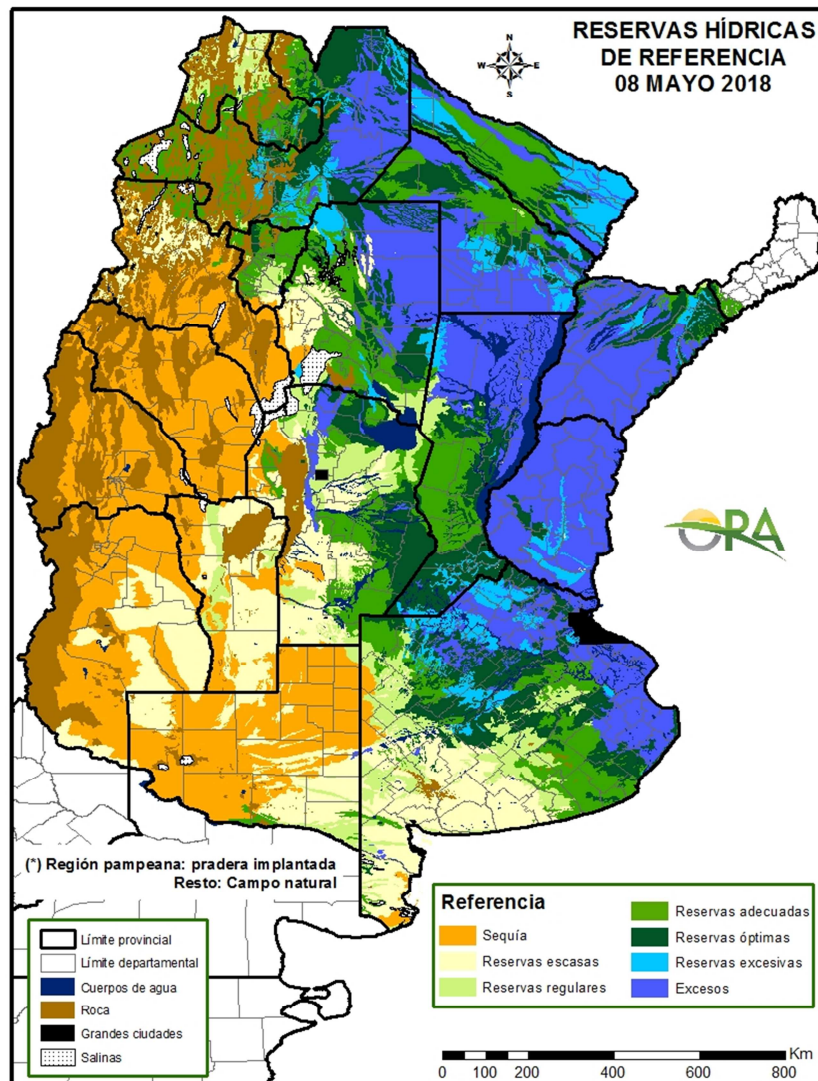 RESERVAS HÍDRICAS
DE REFERENCIA
08 MAYO 2018
N
W
E
S
OPA
(*) Región pampeana: pradera implantada
Resto: Campo natural
Límite provincial
Límite departamental
Cuerpos de agua
Roca
Grandes ciudades
Salinas
Referencia
Sequía
Reservas escasas
Reservas regulares
Reservas adecuadas
Reservas óptimas
Reservas excesivas
Excesos
Km
0 100 200 400 600 800